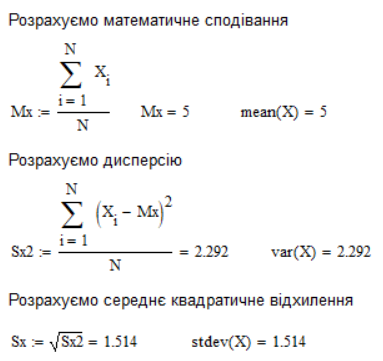 Розрахуємо математичне сподівання
N
∑ X_i
Mx := i = 1 / N   Mx = 5   mean(X) = 5
Розрахуємо дисперсію
N
∑ (X_i − Mx)^2
Sx2 := i = 1 / N = 2.292   var(X) = 2.292
Розрахуємо середнє квадратичне відхилення
Sx := √Sx2 = 1.514   stdev(X) = 1.514